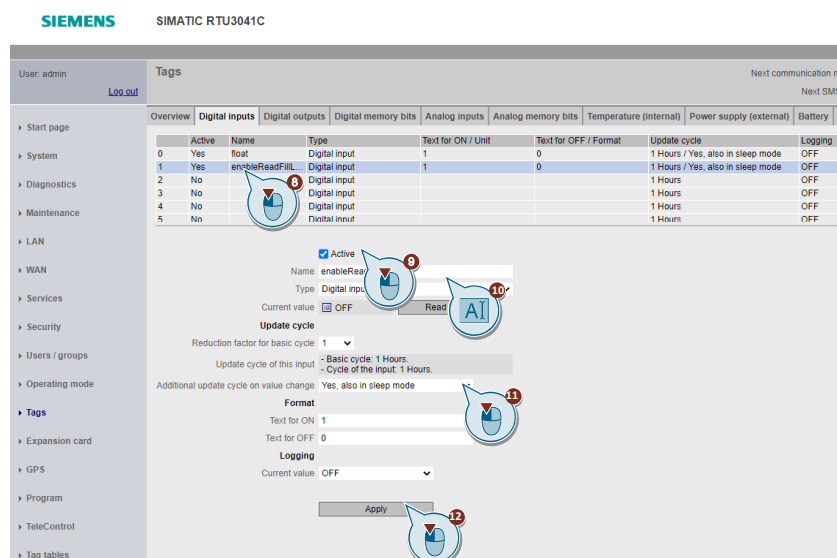 SIEMENS SIMATIC RTU3041C
User: admin
Log out
Tags
Next communication
Next SMS
Overview Digital inputs Digital outputs Digital memory bits Analog inputs Analog memory bits Temperature (internal) Power supply (external) Battery
Active Name Type Text for ON / Unit Text for OFF / Format Update cycle Logging
0 Yes float Digital input 1 0 1 Hours / Yes, also in sleep mode OFF
1 Yes enableReadFillL... Digital input 1 0 1 Hours / Yes, also in sleep mode OFF
2 No Digital input 1 Hours OFF
3 No Digital input 1 Hours OFF
4 No Digital input 1 Hours OFF
5 No Digital input 1 Hours OFF
8
Active
9
Name enableRea
Type Digital inpu
10
Current value OFF Read
AI
Update cycle
Reduction factor for basic cycle 1
Update cycle of this input - Basic cycle: 1 Hours.
- Cycle of the input: 1 Hours.
Additional update cycle on value change Yes, also in sleep mode
11
Format
Text for ON 1
Text for OFF 0
Logging
Current value OFF
Apply
12
Start page
System
Diagnostics
Maintenance
LAN
WAN
Services
Security
Users / groups
Operating mode
Tags
Expansion card
GPS
Program
TeleControl
Tag tables